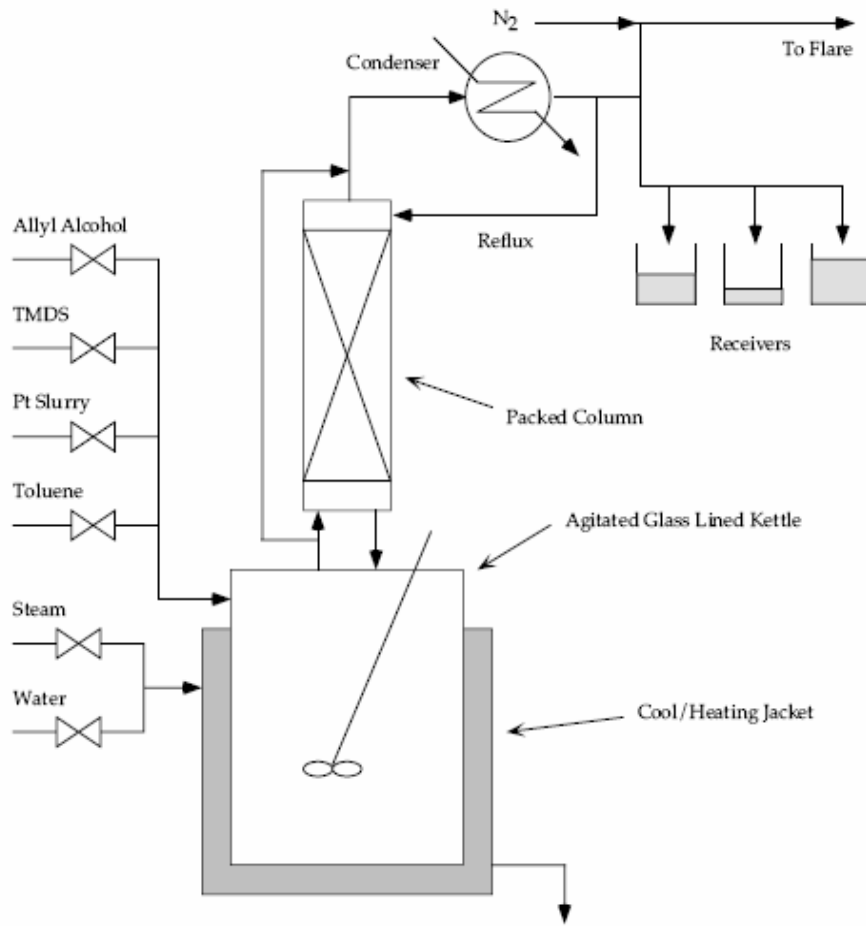 N2
To Flare
Condenser
Allyl Alcohol
Reflux
TMDS
Receivers
Pt Slurry
Packed Column
Toluene
Agitated Glass Lined Kettle
Steam
Water
Cool/Heating Jacket